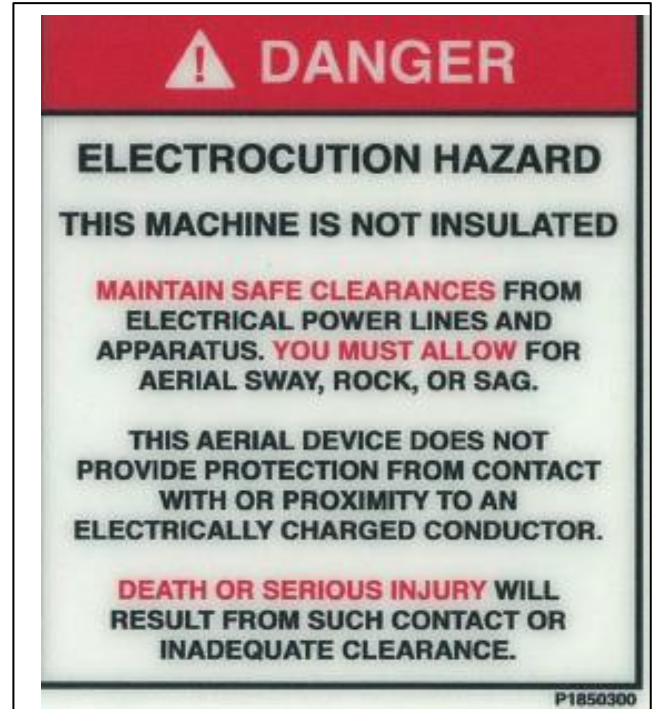 DANGER
ELECTROCUTION HAZARD
THIS MACHINE IS NOT INSULATED
MAINTAIN SAFE CLEARANCES FROM
ELECTRICAL POWER LINES AND
APPARATUS. YOU MUST ALLOW FOR
AERIAL SWAY, ROCK, OR SAG.
THIS AERIAL DEVICE DOES NOT
PROVIDE PROTECTION FROM CONTACT
WITH OR PROXIMITY TO AN
ELECTRICALLY CHARGED CONDUCTOR.
DEATH OR SERIOUS INJURY WILL
RESULT FROM SUCH CONTACT OR
INADEQUATE CLEARANCE.
P1850300